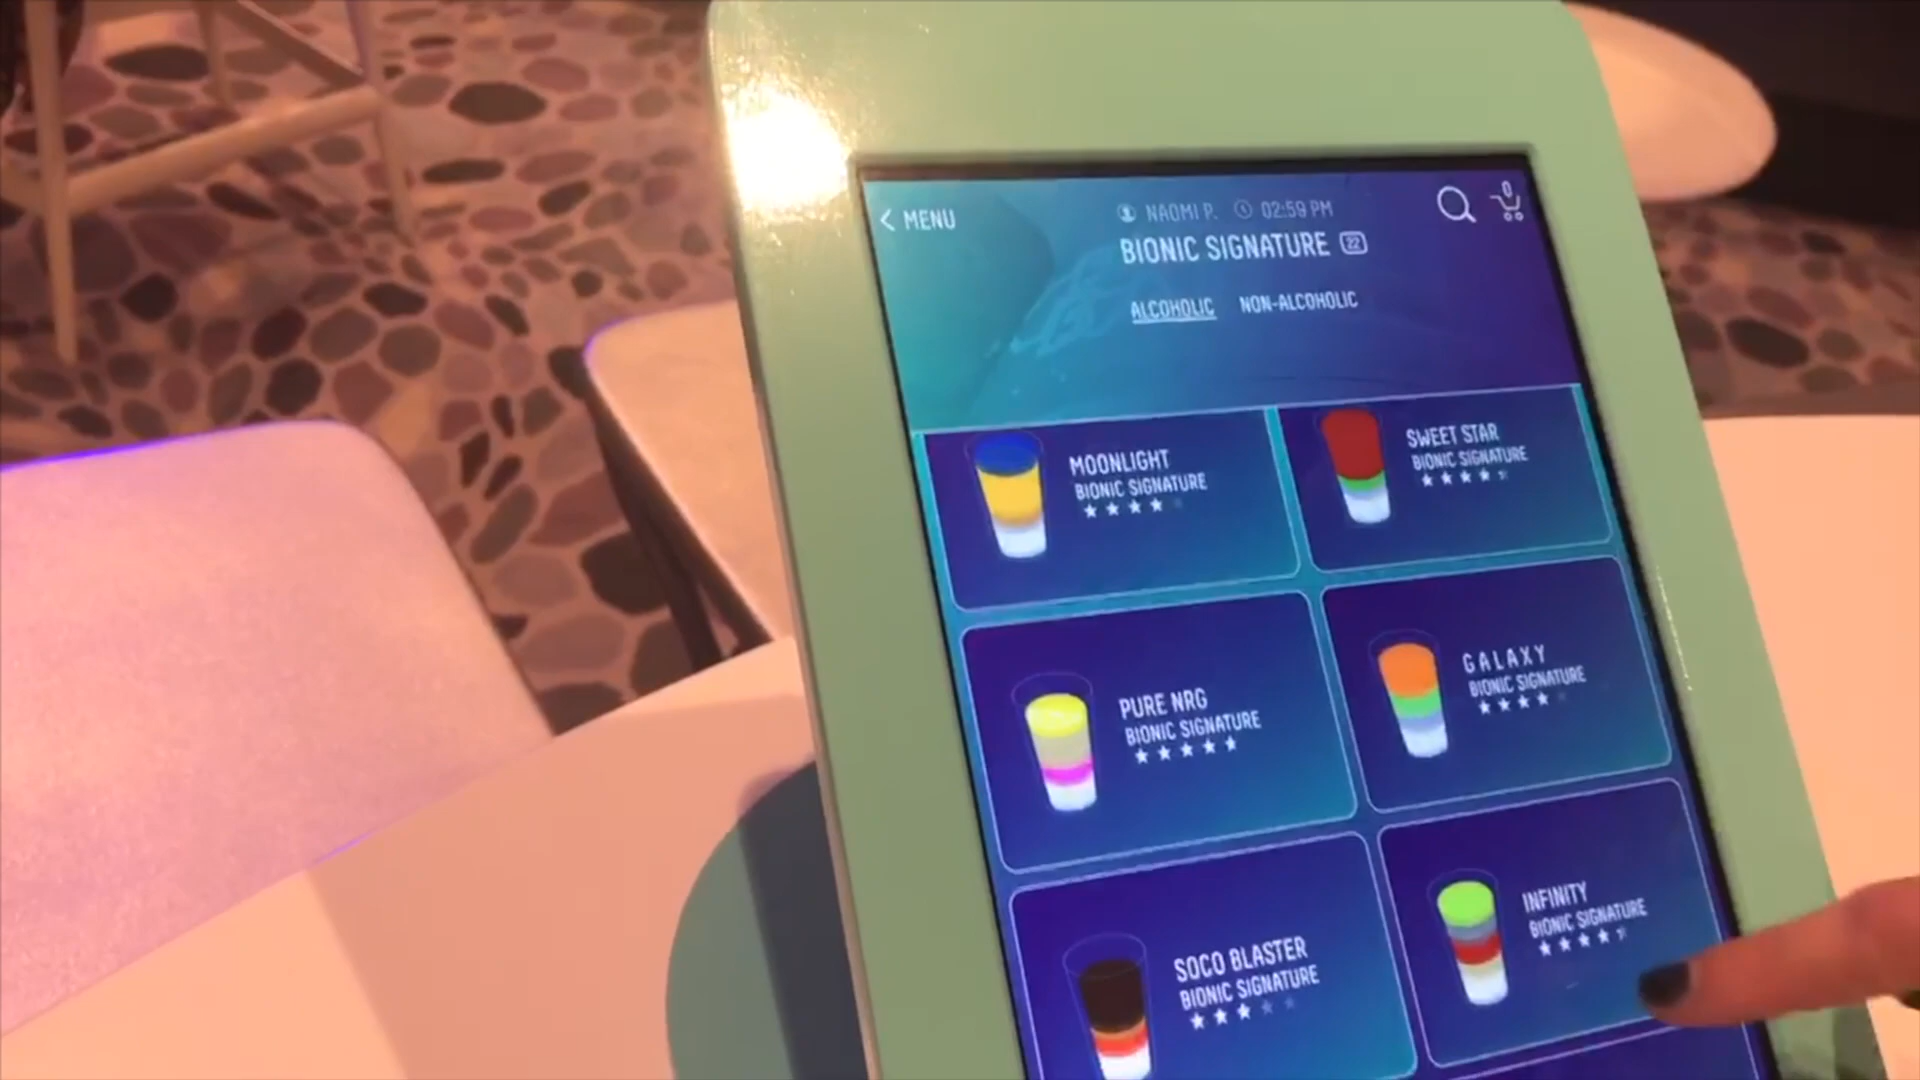 < MENU
NAOMI P. 02:59 PM
0
BIONIC SIGNATURE 22
ALCOHOLIC NON-ALCOHOLIC
MOONLIGHT
BIONIC SIGNATURE
SWEET STAR
BIONIC SIGNATURE
PURE NRG
BIONIC SIGNATURE
GALAXY
BIONIC SIGNATURE
SOCO BLASTER
BIONIC SIGNATURE
INFINITY
BIONIC SIGNATURE